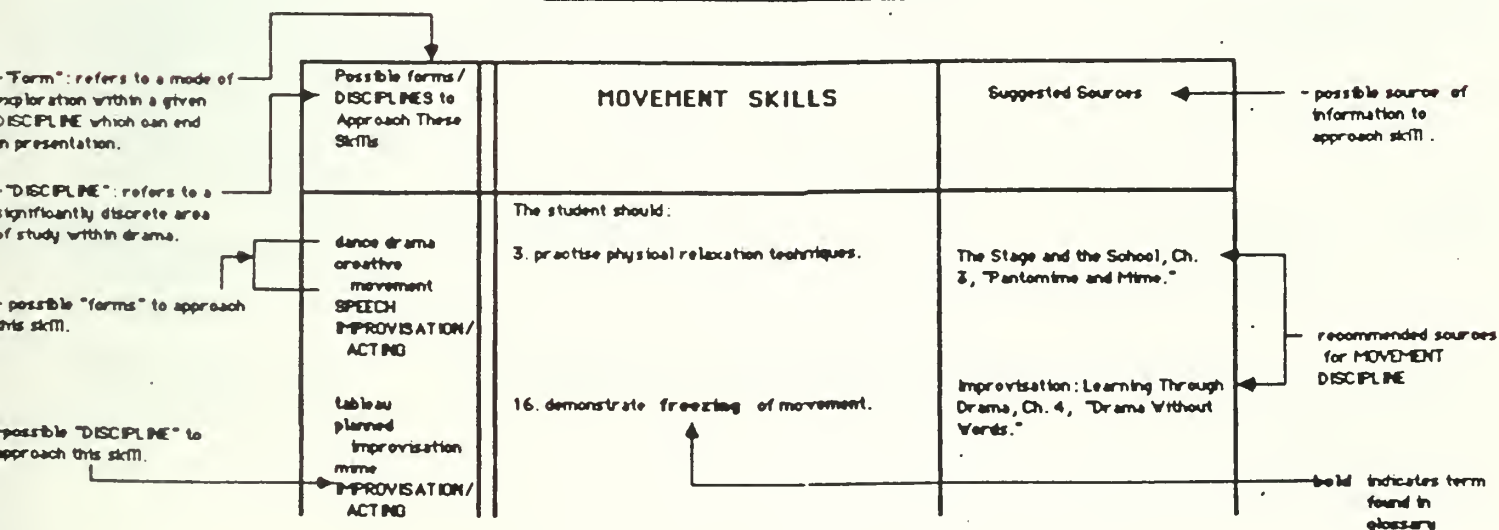 - "Form": refers to a mode of
exploration within a given
DISCIPLINE which can end
in presentation.
- "DISCIPLINE": refers to a
significantly discrete area
of study within drama.
- possible "forms" to approach
this skill.
- possible "DISCIPLINE" to
approach this skill.
Possible forms/
DISCIPLINES to
Approach These
Skills
MOVEMENT SKILLS
Suggested Sources
- possible source of
information to
approach skill.
The student should:
dance drama
creative
movement
SPEECH
IMPROVISATION/
ACTING
3. practise physical relaxation techniques.
The Stage and the School, Ch.
3, "Pantomime and Mime."
recommended sources
for MOVEMENT
DISCIPLINE
tableau
planned
improvisation
mime
IMPROVISATION/
ACTING
16. demonstrate freezing of movement.
Improvisation: Learning Through
Drama, Ch. 4, "Drama Without
Words."
bold indicates term
found in
glossary